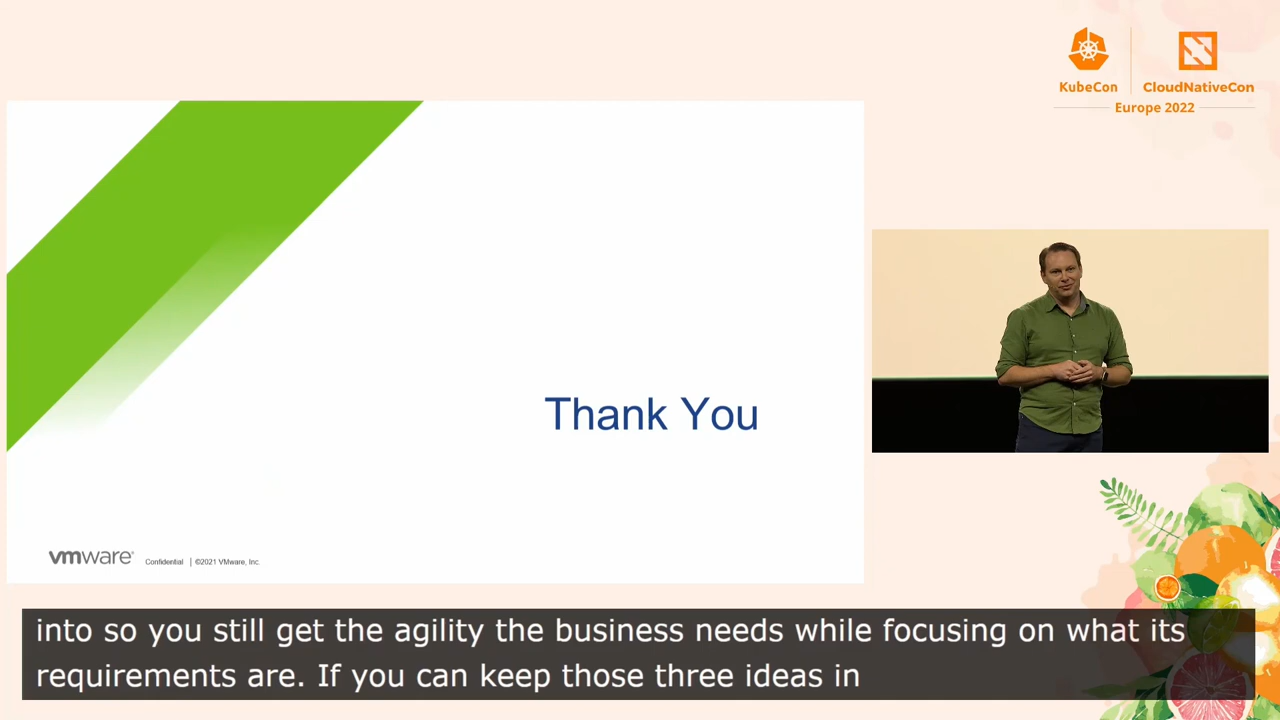 KubeCon
CloudNativeCon
Europe 2022
Thank You
vmware Confidential | ©2021 VMware, Inc.
into so you still get the agility the business needs while focusing on what its
requirements are. If you can keep those three ideas in